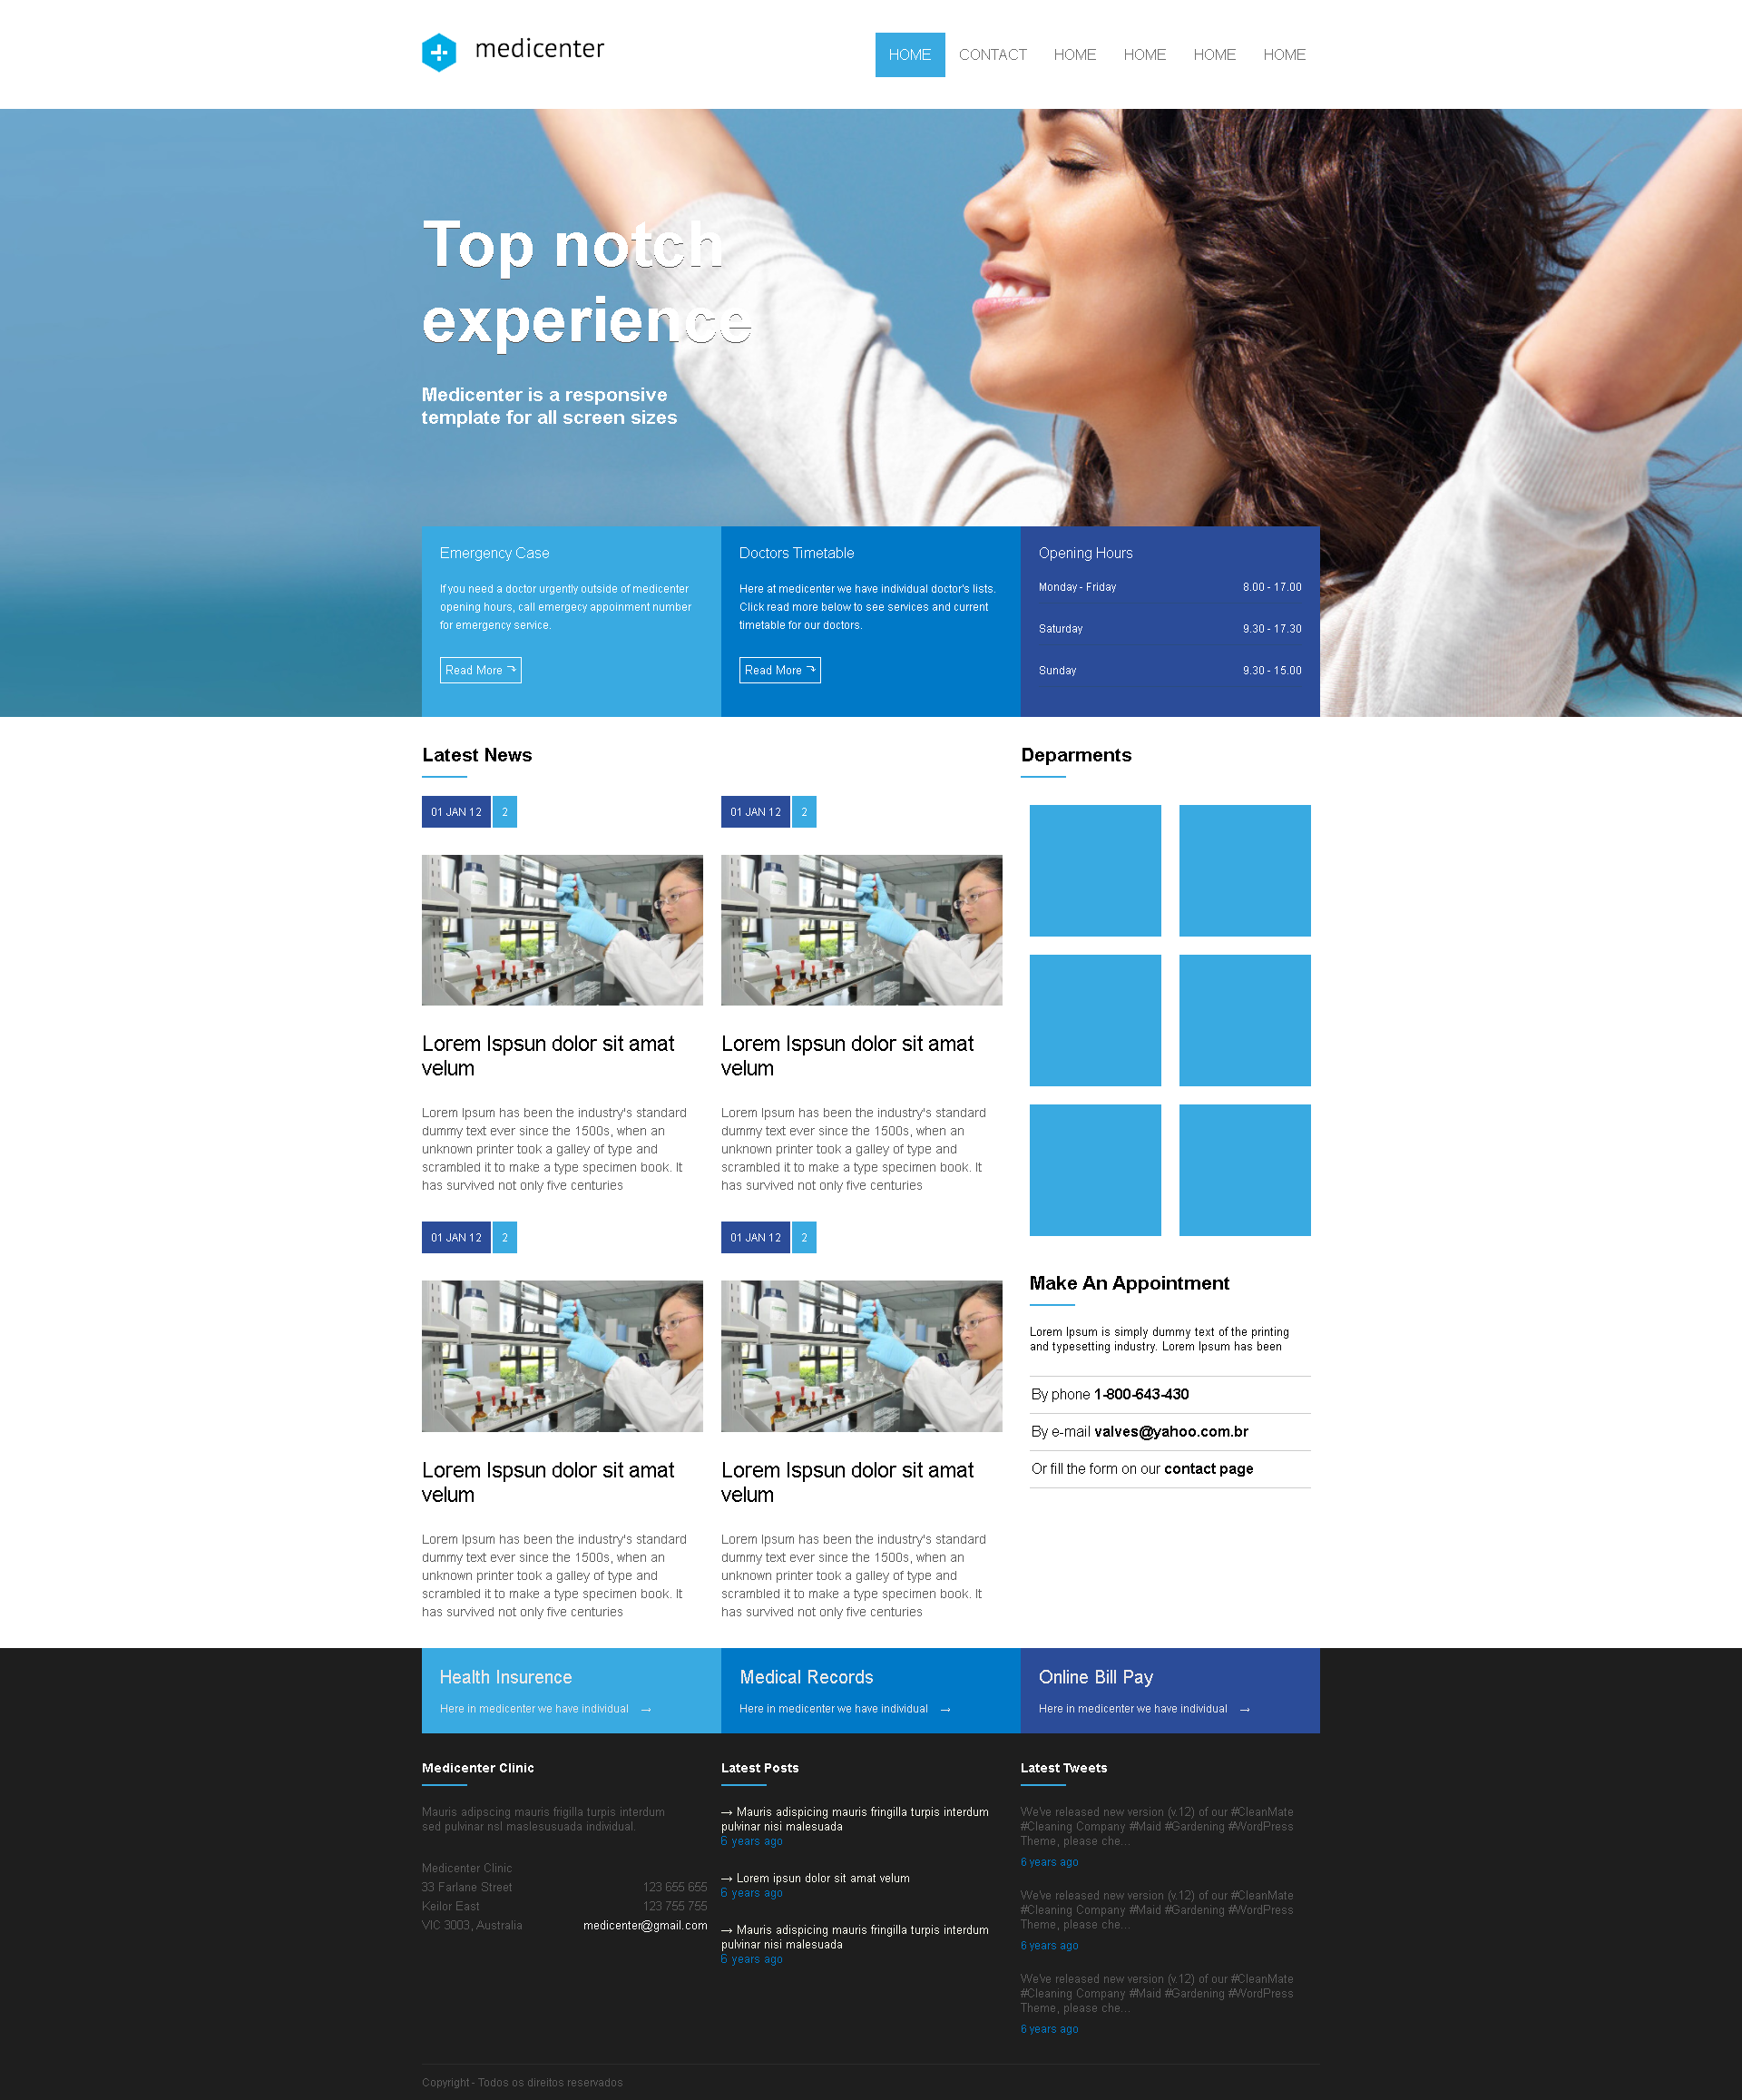 medicenter
HOME CONTACT HOME HOME HOME HOME
Top notch
experience
Medicenter is a responsive
template for all screen sizes
Emergency Case
If you need a doctor urgently outside of medicenter
opening hours, call emergecy appoinment number
for emergency service.
Read More
Doctors Timetable
Here at medicenter we have individual doctor's lists.
Click read more below to see services and current
timetable for our doctors.
Read More
Opening Hours
Monday - Friday 8.00 - 17.00
Saturday 9.30 - 17.30
Sunday 9.30 - 15.00
Latest News
01 JAN 12 2
Lorem Ispsun dolor sit amat
velum
Lorem Ipsum has been the industry's standard
dummy text ever since the 1500s, when an
unknown printer took a galley of type and
scrambled it to make a type specimen book. It
has survived not only five centuries
01 JAN 12 2
Lorem Ispsun dolor sit amat
velum
Lorem Ipsum has been the industry's standard
dummy text ever since the 1500s, when an
unknown printer took a galley of type and
scrambled it to make a type specimen book. It
has survived not only five centuries
01 JAN 12 2
Lorem Ispsun dolor sit amat
velum
Lorem Ipsum has been the industry's standard
dummy text ever since the 1500s, when an
unknown printer took a galley of type and
scrambled it to make a type specimen book. It
has survived not only five centuries
01 JAN 12 2
Lorem Ispsun dolor sit amat
velum
Lorem Ipsum has been the industry's standard
dummy text ever since the 1500s, when an
unknown printer took a galley of type and
scrambled it to make a type specimen book. It
has survived not only five centuries
Deparments
Make An Appointment
Lorem Ipsum is simply dummy text of the printing
and typesetting industry. Lorem Ipsum has been
By phone 1-800-643-430
By e-mail valves@yahoo.com.br
Or fill the form on our contact page
Health Insurence
Here in medicenter we have individual →
Medical Records
Here in medicenter we have individual →
Online Bill Pay
Here in medicenter we have individual →
Medicenter Clinic
Mauris adipscing mauris frigilla turpis interdum
sed pulvinar nsl maslesusuada individual.
Medicenter Clinic
33 Farlane Street 123 655 655
Keilor East 123 755 755
VIC 3003, Australia medicenter@gmail.com
Latest Posts
→ Mauris adispicing mauris fringilla turpis interdum
pulvinar nisi malesuada
6 years ago
→ Lorem ipsun dolor sit amat velum
6 years ago
→ Mauris adispicing mauris fringilla turpis interdum
pulvinar nisi malesuada
6 years ago
Latest Tweets
We've released new version (v.12) of our #CleanMate
#Cleaning Company #Maid #Gardening #WordPress
Theme, please che...
6 years ago
We've released new version (v.12) of our #CleanMate
#Cleaning Company #Maid #Gardening #WordPress
Theme, please che...
6 years ago
We've released new version (v.12) of our #CleanMate
#Cleaning Company #Maid #Gardening #WordPress
Theme, please che...
6 years ago
Copyright - Todos os direitos reservados